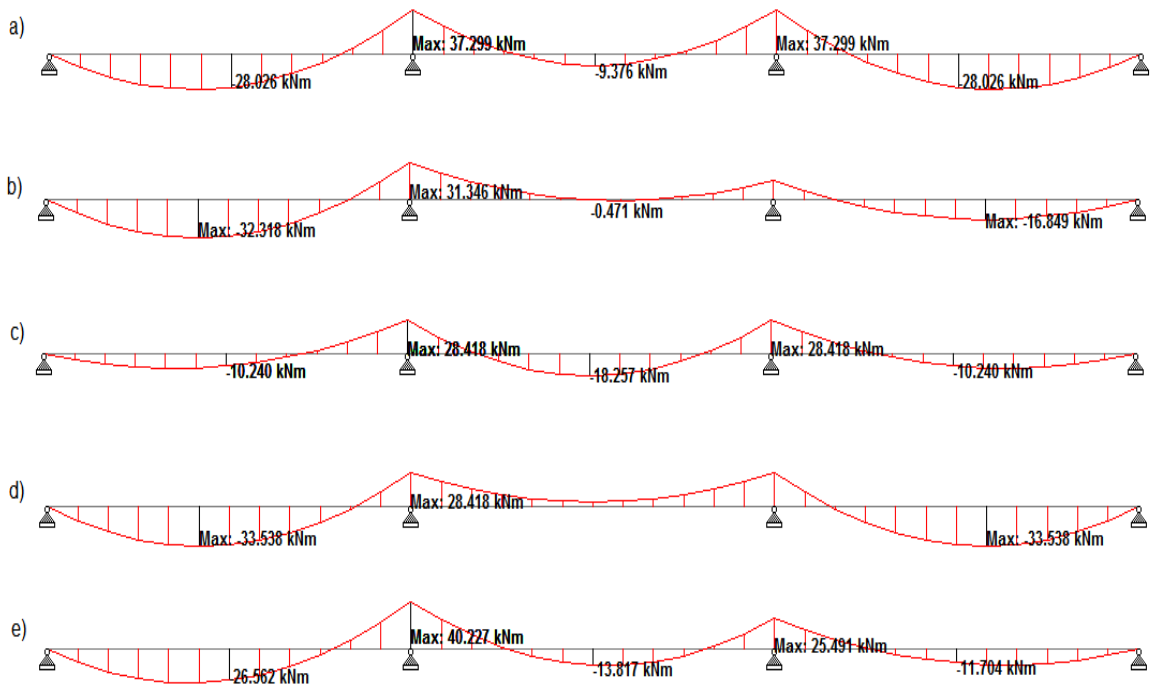 a)
Max: 37.299 kNm
Max: 37.299 kNm
-28.026 kNm
-9.376 kNm
-28.026 kNm
b)
Max: 31.346 kNm
-0.471 kNm
Max: -32.318 kNm
Max: -16.849 kNm
c)
Max: 28.418 kNm
Max: 28.418 kNm
-10.240 kNm
-18.257 kNm
-10.240 kNm
d)
Max: 28.418 kNm
Max: -33.538 kNm
Max: -33.538 kNm
e)
Max: 40.227 kNm
Max: 25.491 kNm
-26.562 kNm
-13.817 kNm
-11.704 kNm